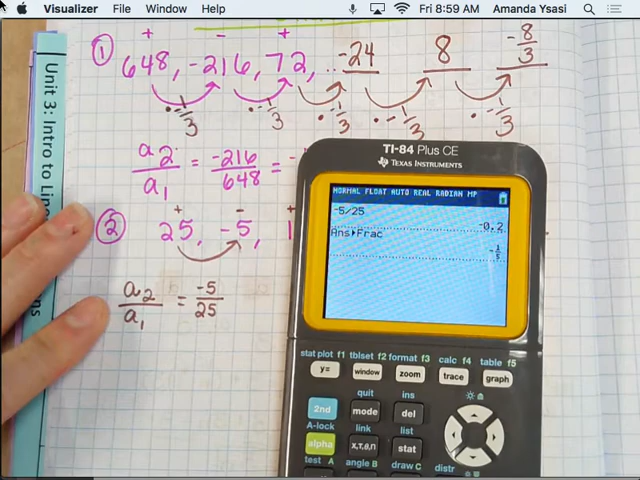 Visualizer File Window Help Fri 8:59 AM Amanda Ysasi
+ - +
① 648, -216, 72, ... -24 8 -8/3
·-1/3 ·-1/3 ·-1/3 ·-1/3 ·-1/3
a2/a1 = -216/648 =
+ - +
② 25, -5, 1
a2/a1 = -5/25
Unit 3: Intro to Lin
ons
TI-84 Plus CE
TEXAS INSTRUMENTS
NORMAL FLOAT AUTO REAL RADIAN MP
-5/25
-0.2
Ans▶Frac
-1/5
stat plot f1 tblset f2 format f3 calc f4 table f5
y= window zoom trace graph
quit ins
2nd mode del
A-lock link list
alpha X,T,θ,n stat
test A angle B draw C distr